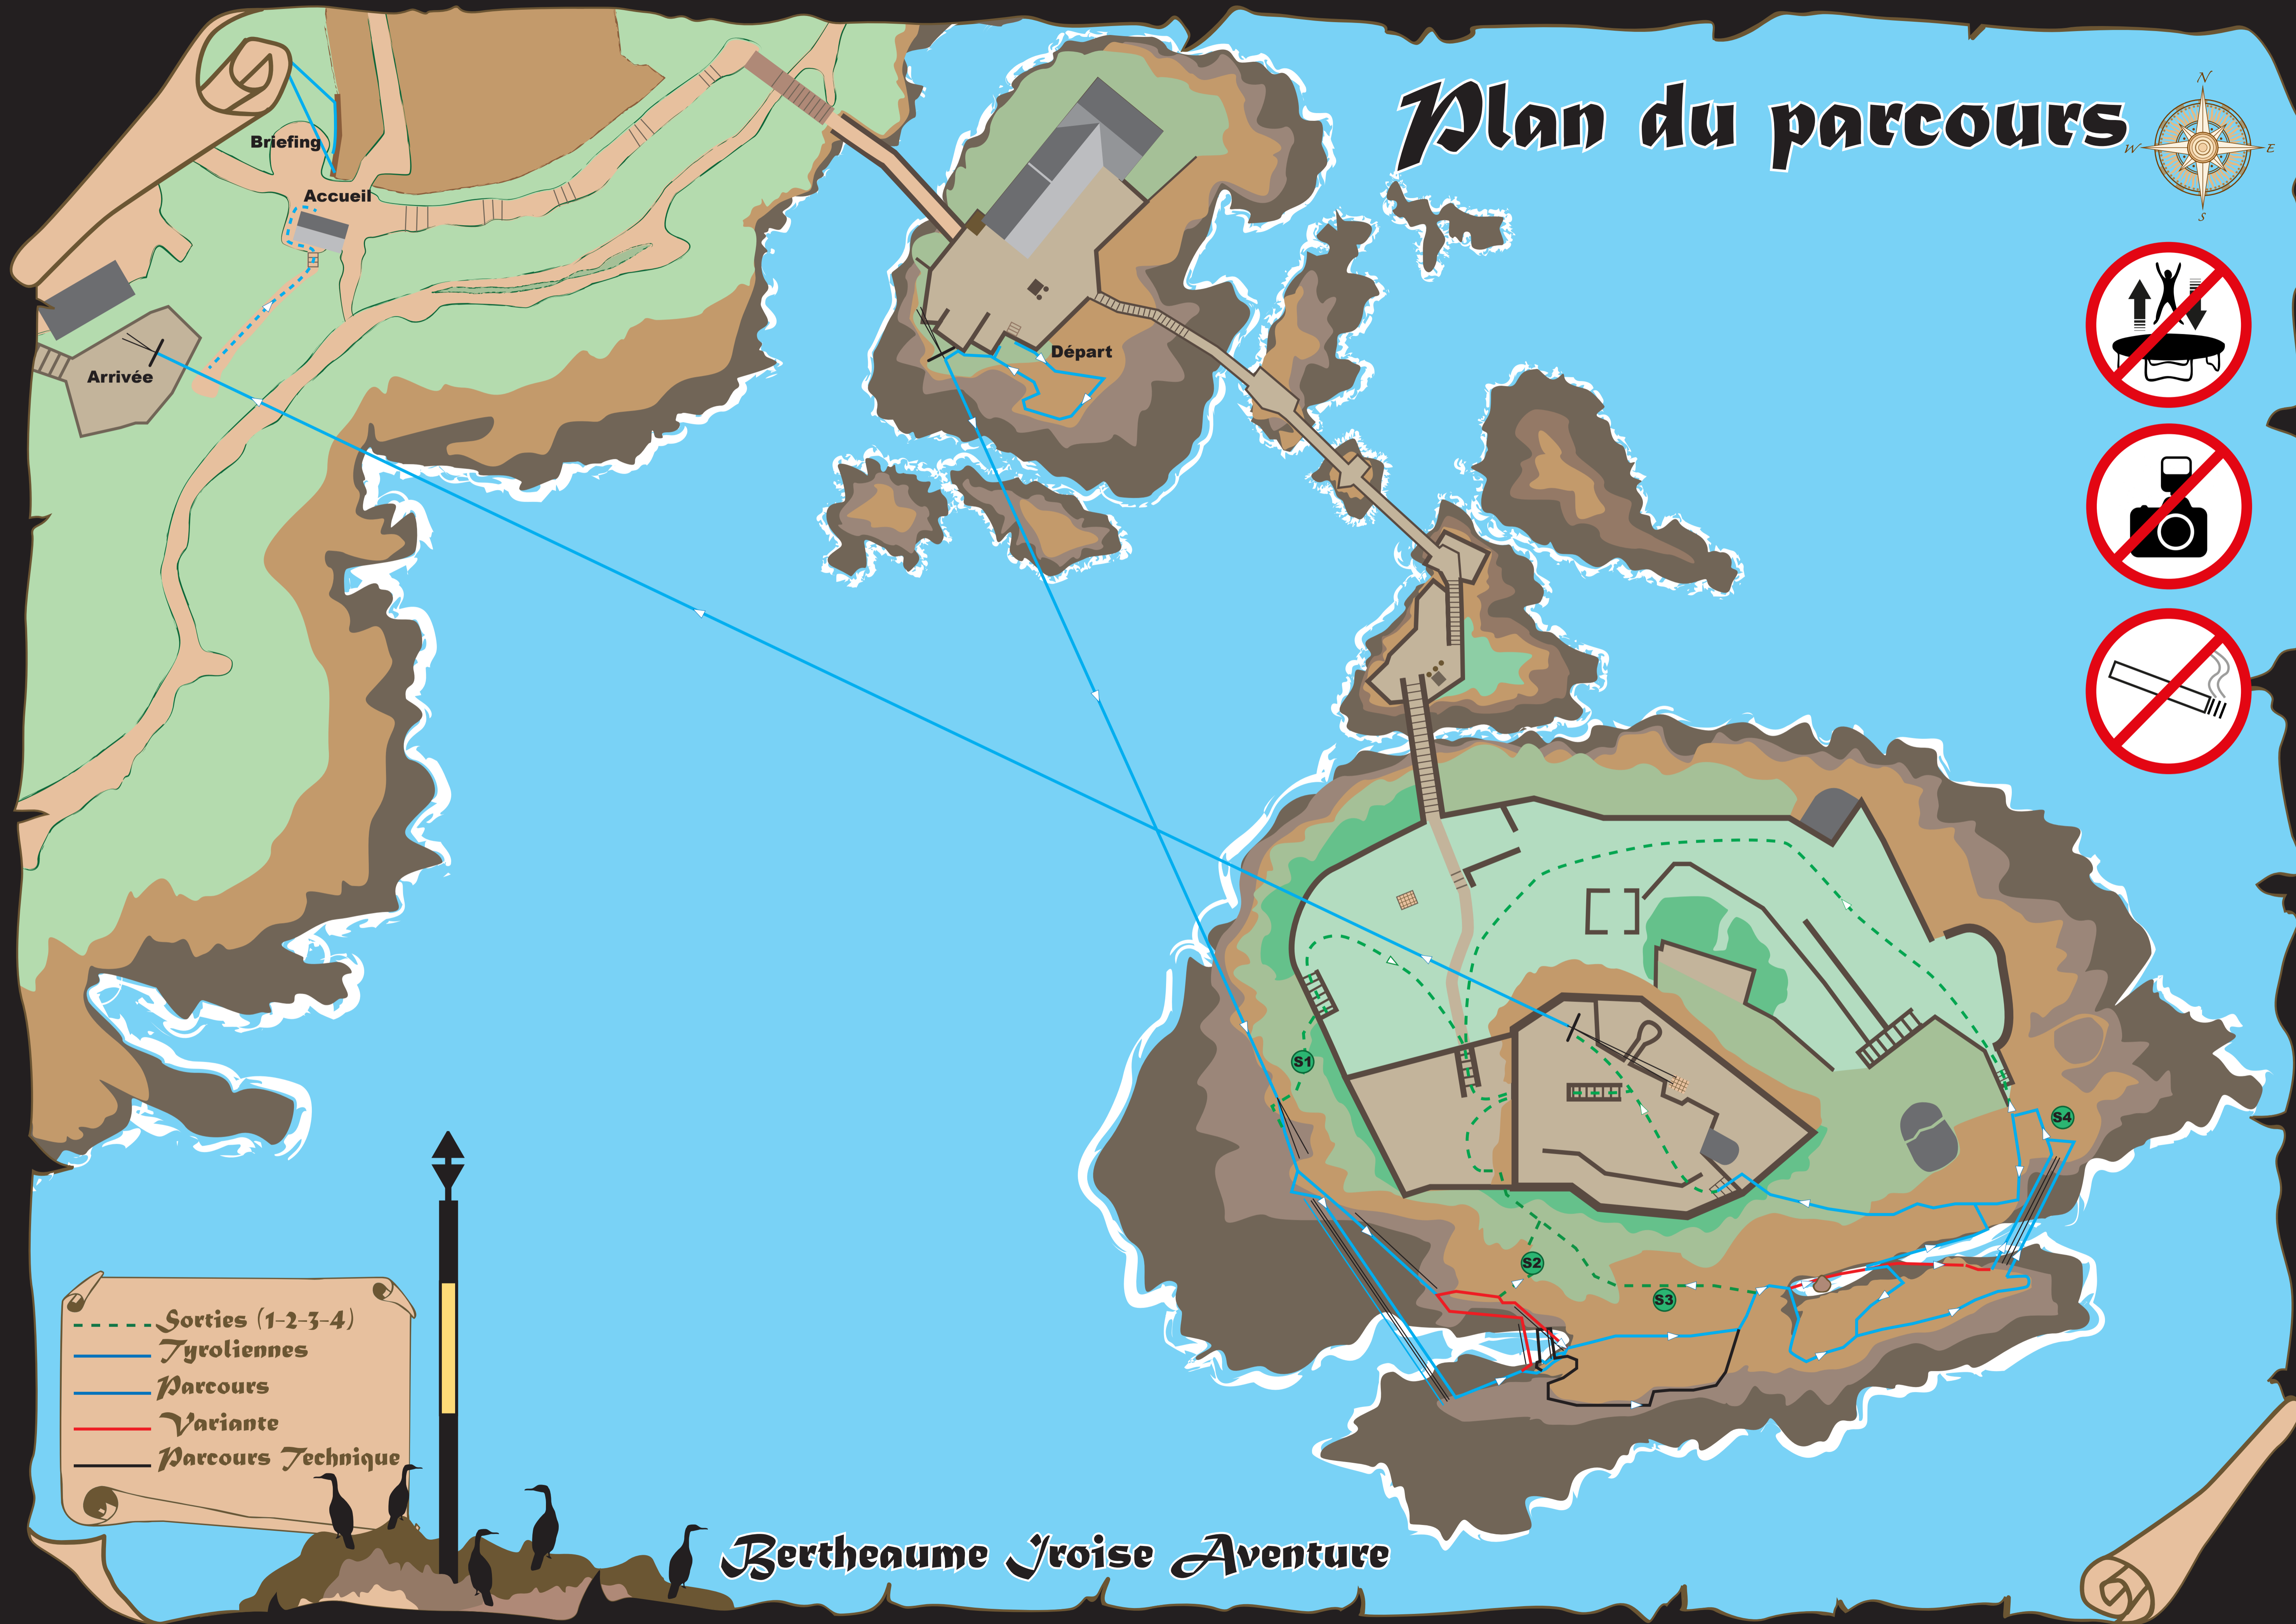 Plan du parcours
N
W
E
S
Briefing
Accueil
Départ
Arrivée
S1
S4
S2
S3
Sorties (1-2-3-4)
Tyroliennes
Parcours
Variante
Parcours Technique
Bertheaume Iroise Aventure